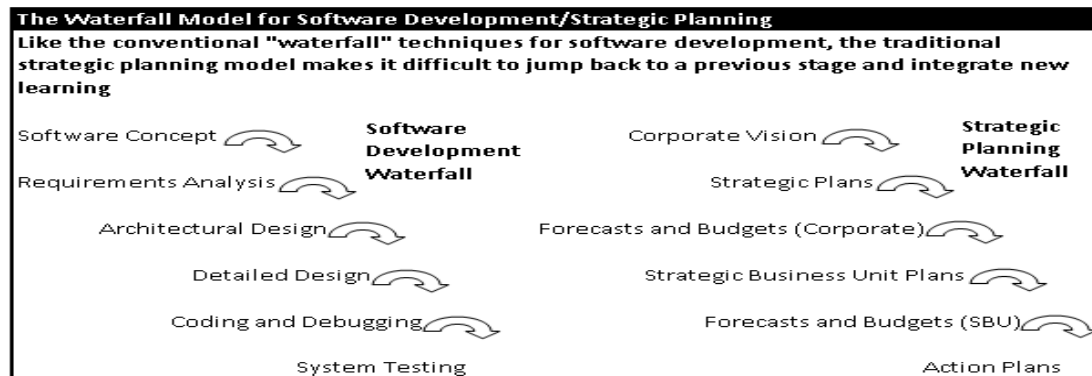 The Waterfall Model for Software Development/Strategic Planning
Like the conventional "waterfall" techniques for software development, the traditional
strategic planning model makes it difficult to jump back to a previous stage and integrate new
learning
Software Concept
Software
Development
Waterfall
Requirements Analysis
Architectural Design
Detailed Design
Coding and Debugging
System Testing
Corporate Vision
Strategic
Planning
Waterfall
Strategic Plans
Forecasts and Budgets (Corporate)
Strategic Business Unit Plans
Forecasts and Budgets (SBU)
Action Plans